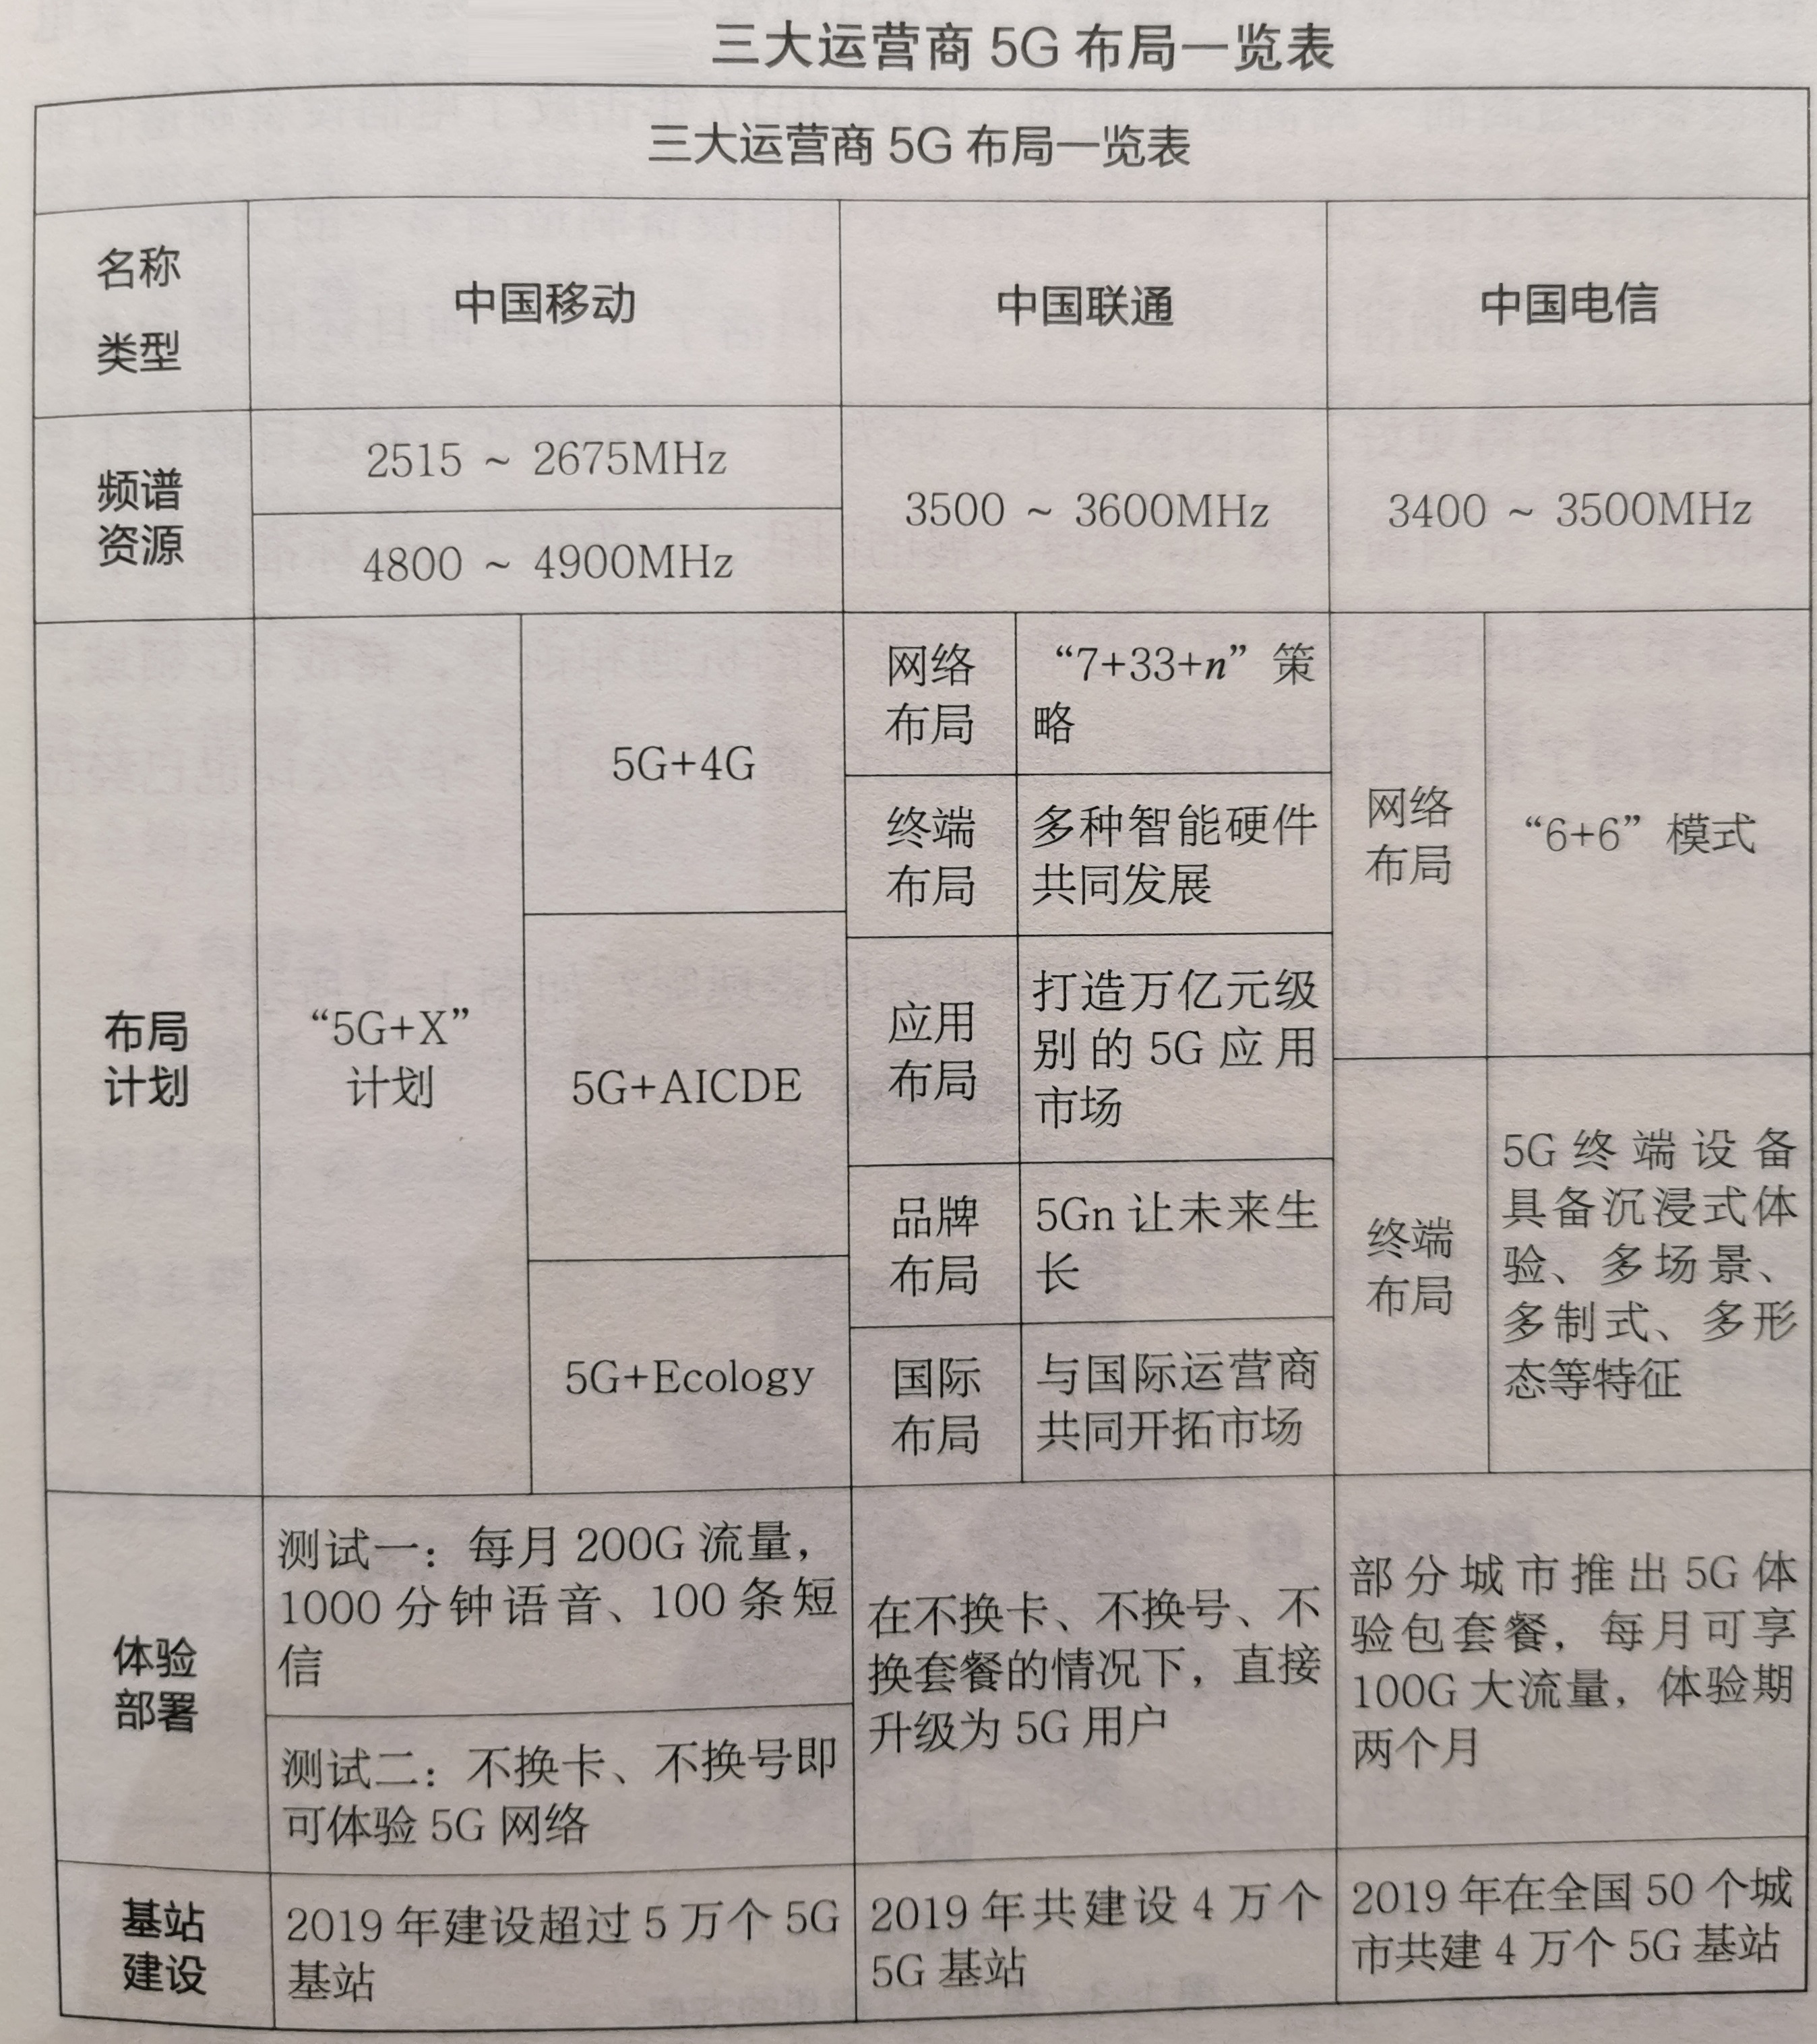 三大运营商 5G 布局一览表
三大运营商 5G 布局一览表
名称
类型
中国移动
中国联通
中国电信
频谱
资源
2515 ~ 2675MHz
4800 ~ 4900MHz
3500 ~ 3600MHz
3400 ~ 3500MHz
布局
计划
“5G+X”
计划
5G+4G
5G+AICDE
5G+Ecology
网络
布局
“7+33+n”策
略
终端
布局
多种智能硬件
共同发展
应用
布局
打造万亿元级
别的 5G 应用
市场
品牌
布局
5Gn 让未来生
长
国际
布局
与国际运营商
共同开拓市场
网络
布局
“6+6”模式
终端
布局
5G 终端设备
具备沉浸式体
验、多场景、
多制式、多形
态等特征
体验
部署
测试一：每月 200G 流量，
1000 分钟语音、100 条短
信
测试二：不换卡、不换号即
可体验 5G 网络
在不换卡、不换号、不
换套餐的情况下，直接
升级为 5G 用户
部分城市推出 5G 体
验包套餐，每月可享
100G 大流量，体验期
两个月
基站
建设
2019 年建设超过 5 万个 5G
基站
2019 年共建设 4 万个
5G 基站
2019 年在全国 50 个城
市共建 4 万个 5G 基站